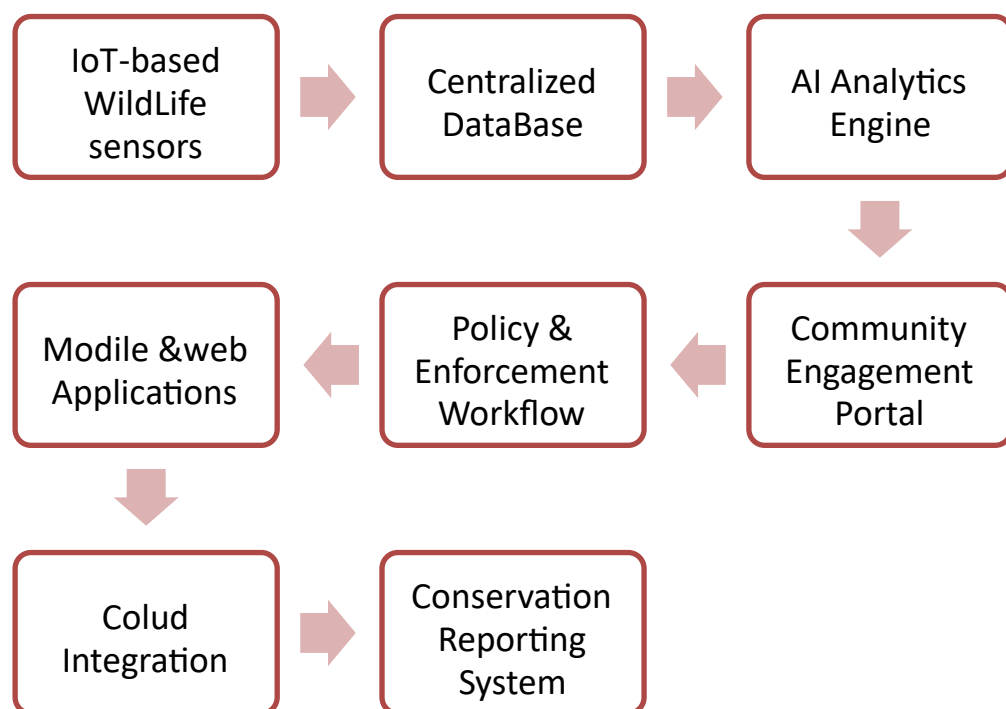 IoT-based
WildLife
sensors
Centralized
DataBase
AI Analytics
Engine
Community
Engagement
Portal
Policy &
Enforcement
Workflow
Modile &web
Applications
Colud
Integration
Conservation
Reporting
System